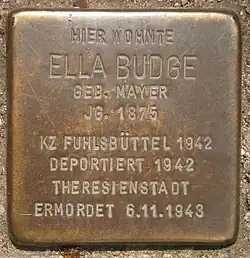 HIER WOHNTE
ELLA BUDGE
GEB. MAYER
JG. 1875
KZ FUHLSBÜTTEL 1942
DEPORTIERT 1942
THERESIENSTADT
ERMORDET 6.11.1943